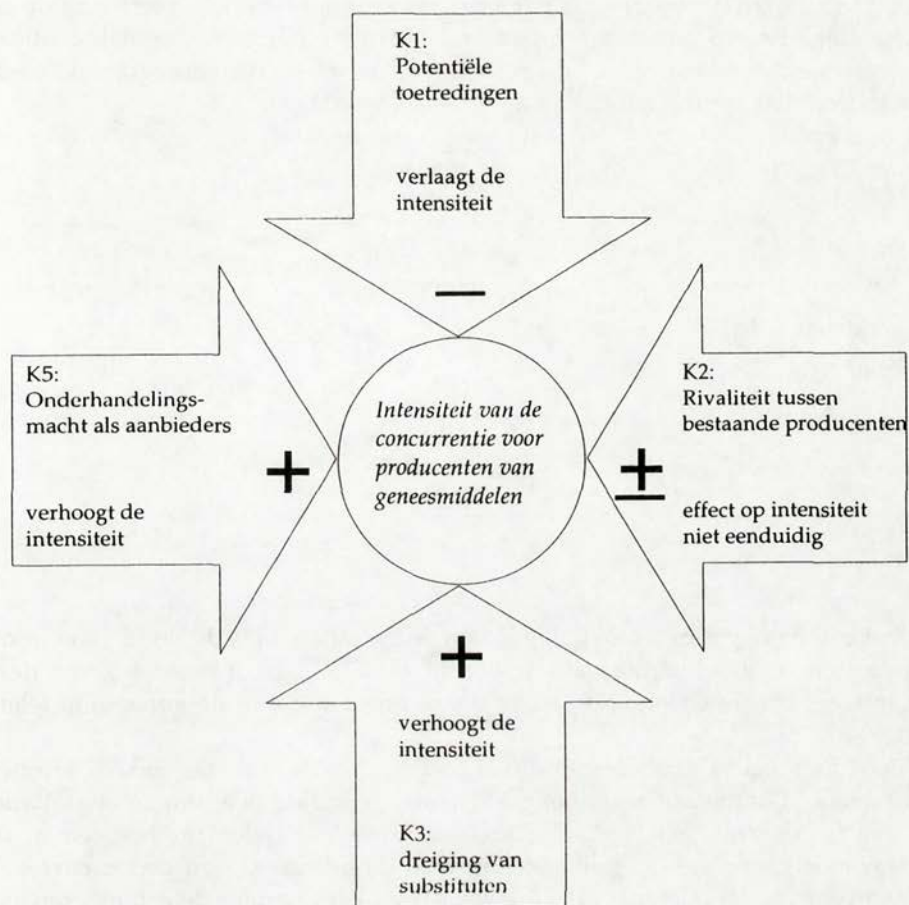 K1:
Potentiële
toetredingen
verlaagt de
intensiteit
—
K5:
Onderhandelings-
macht als aanbieders
verhoogt de
intensiteit
+
Intensiteit van de
concurrentie voor
producenten van
geneesmiddelen
±
K2:
Rivaliteit tussen
bestaande producenten
effect op intensiteit
niet eenduidig
+
verhoogt de
intensiteit
K3:
dreiging van
substituten